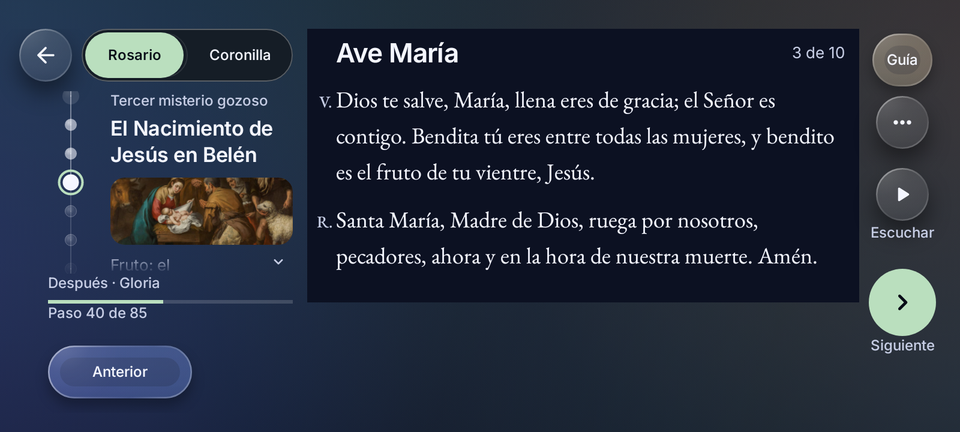 Rosario
Coronilla
Tercer misterio gozoso
El Nacimiento de
Jesús en Belén
Fruto: el
Después · Gloria
Paso 40 de 85
Anterior
Ave María
3 de 10
V. Dios te salve, María, llena eres de gracia; el Señor es
contigo. Bendita tú eres entre todas las mujeres, y bendito
es el fruto de tu vientre, Jesús.
R. Santa María, Madre de Dios, ruega por nosotros,
pecadores, ahora y en la hora de nuestra muerte. Amén.
Guía
Escuchar
Siguiente